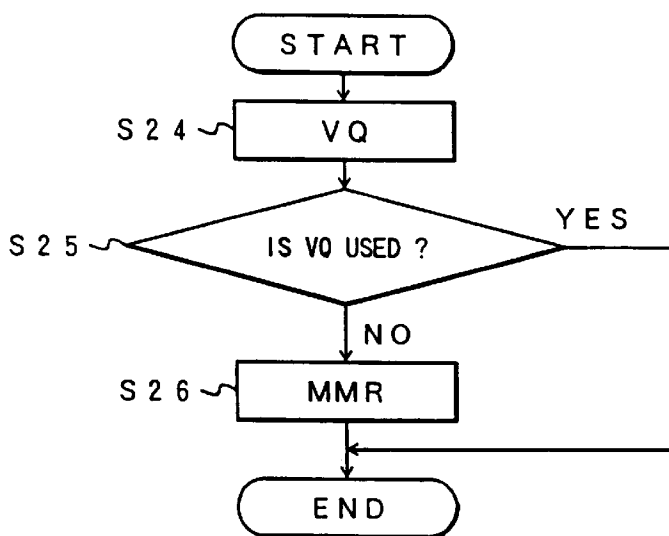 START
S24
VQ
S25
IS VQ USED ?
YES
NO
S26
MMR
END